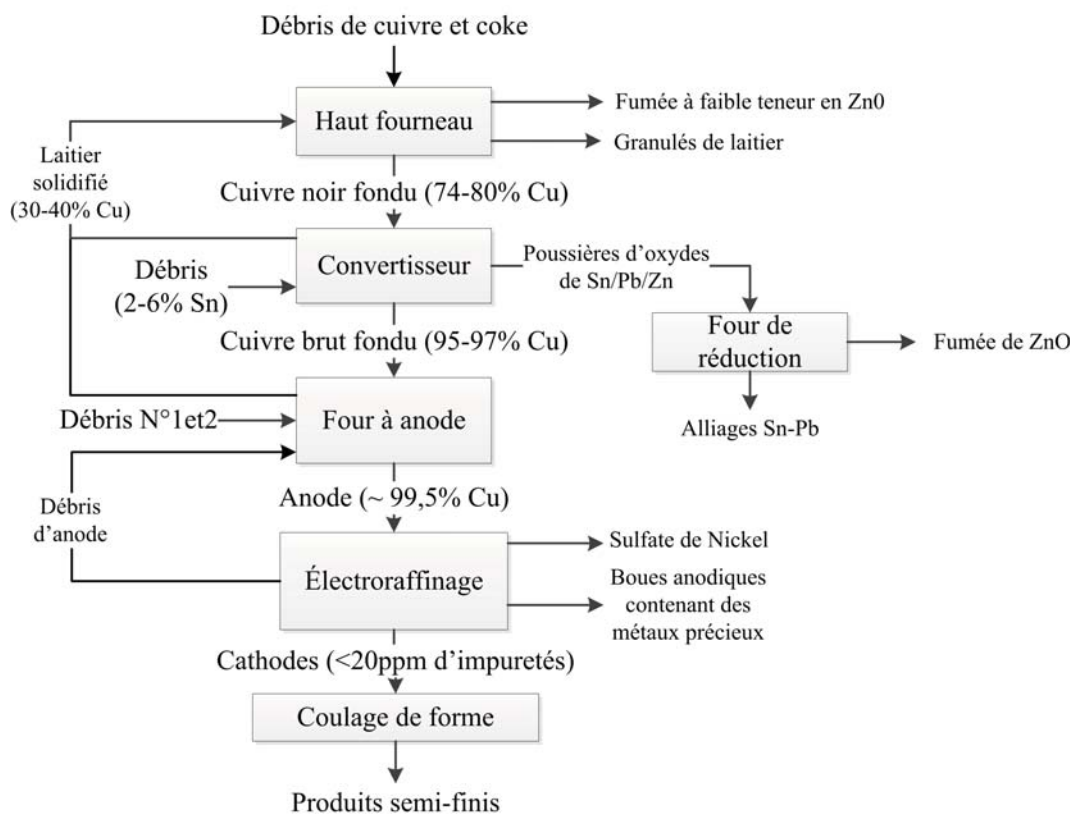 Débris de cuivre et coke
Haut fourneau
Fumée à faible teneur en Zn0
Granulés de laitier
Laitier
solidifié
(30-40% Cu)
Cuivre noir fondu (74-80% Cu)
Convertisseur
Débris
(2-6% Sn)
Poussières d'oxydes
de Sn/Pb/Zn
Cuivre brut fondu (95-97% Cu)
Four de
réduction
Fumée de ZnO
Alliages Sn-Pb
Débris N°1et2
Four à anode
Anode (~ 99,5% Cu)
Débris
d'anode
Électroraffinage
Sulfate de Nickel
Boues anodiques
contenant des
métaux précieux
Cathodes (<20ppm d'impuretés)
Coulage de forme
Produits semi-finis